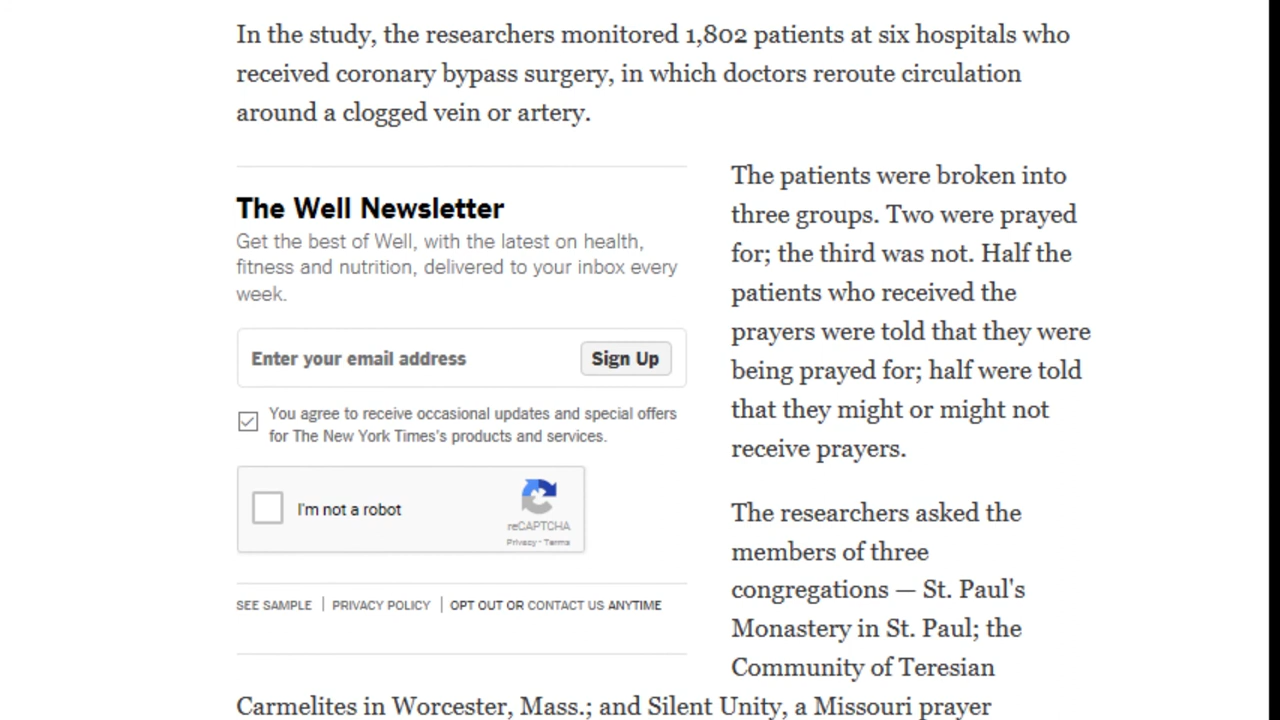 In the study, the researchers monitored 1,802 patients at six hospitals who
received coronary bypass surgery, in which doctors reroute circulation
around a clogged vein or artery.
The Well Newsletter
Get the best of Well, with the latest on health,
fitness and nutrition, delivered to your inbox every
week.
Enter your email address
Sign Up
You agree to receive occasional updates and special offers
for The New York Times's products and services.
I'm not a robot
reCAPTCHA
Privacy - Terms
SEE SAMPLE | PRIVACY POLICY | OPT OUT OR CONTACT US ANYTIME
The patients were broken into
three groups. Two were prayed
for; the third was not. Half the
patients who received the
prayers were told that they were
being prayed for; half were told
that they might or might not
receive prayers.
The researchers asked the
members of three
congregations — St. Paul's
Monastery in St. Paul; the
Community of Teresian
Carmelites in Worcester, Mass.; and Silent Unity, a Missouri prayer